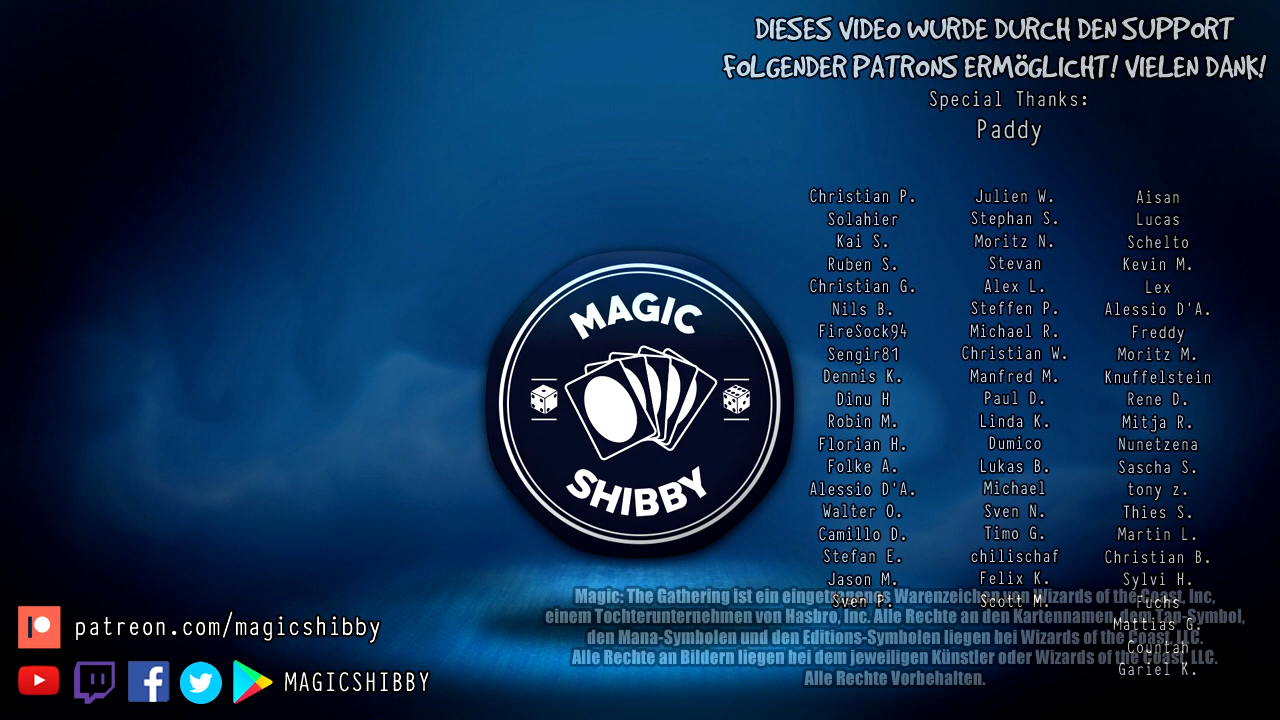 DIESES VIDEO WURDE DURCH DEN SUPPORT
FOLGENDER PATRONS ERMÖGLICHT! VIELEN DANK!
Special Thanks:
Paddy
Christian P.
Solahier
Kai S.
Ruben S.
Christian G.
Nils B.
FireSock94
Sengir81
Dennis K.
Dinu H
Robin M.
Florian H.
Folke A.
Alessio D'A.
Walter O.
Camillo D.
Stefan E.
Jason M.
Sven P.
Julien W.
Stephan S.
Moritz N.
Stevan
Alex L.
Steffen P.
Michael R.
Christian W.
Manfred M.
Paul D.
Linda K.
Dumico
Lukas B.
Michael
Sven N.
Timo G.
chilischaf
Felix K.
Scott M.
Aisan
Lucas
Schelto
Kevin M.
Lex
Alessio D'A.
Freddy
Moritz M.
Knuffelstein
Rene D.
Mitja R.
Nunetzena
Sascha S.
tony z.
Thies S.
Martin L.
Christian B.
Sylvi H.
Fuchs
Mattias G.
Countah
Gariel K.
MAGIC
SHIBBY
Magic: The Gathering ist ein eingetragenes Warenzeichen von Wizards of the Coast, Inc,
einem Tochterunternehmen von Hasbro, Inc. Alle Rechte an den Kartennamen, dem Tap-Symbol,
den Mana-Symbolen und den Editions-Symbolen liegen bei Wizards of the Coast, LLC.
Alle Rechte an Bildern liegen bei dem jeweiligen Künstler oder Wizards of the Coast, LLC.
Alle Rechte Vorbehalten.
patreon.com/magicshibby
MAGICSHIBBY